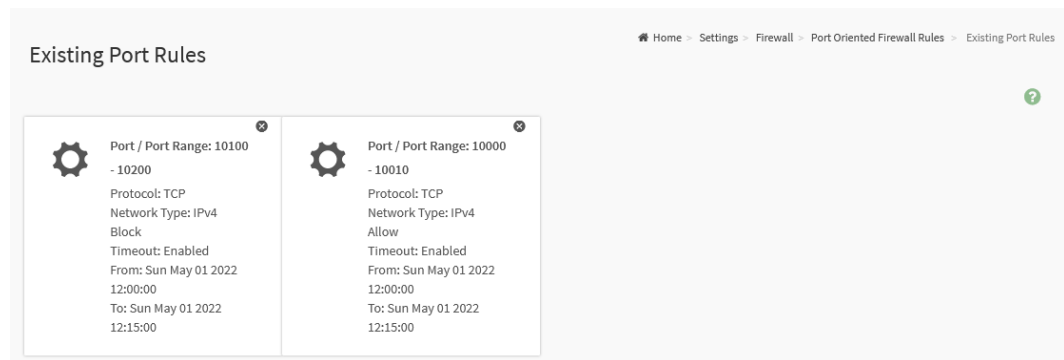 Home > Settings > Firewall > Port Oriented Firewall Rules > Existing Port Rules
Existing Port Rules
Port / Port Range: 10100
- 10200
Protocol: TCP
Network Type: IPv4
Block
Timeout: Enabled
From: Sun May 01 2022
12:00:00
To: Sun May 01 2022
12:15:00
Port / Port Range: 10000
- 10010
Protocol: TCP
Network Type: IPv4
Allow
Timeout: Enabled
From: Sun May 01 2022
12:00:00
To: Sun May 01 2022
12:15:00